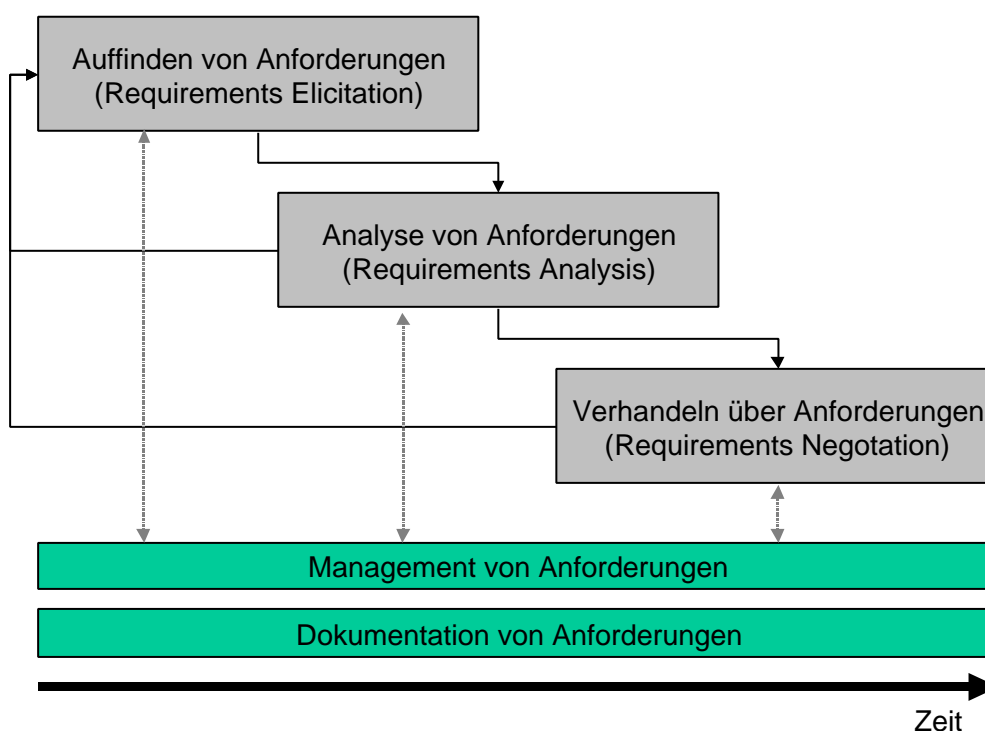 Auffinden von Anforderungen
(Requirements Elicitation)
Analyse von Anforderungen
(Requirements Analysis)
Verhandeln über Anforderungen
(Requirements Negotation)
Management von Anforderungen
Dokumentation von Anforderungen
Zeit